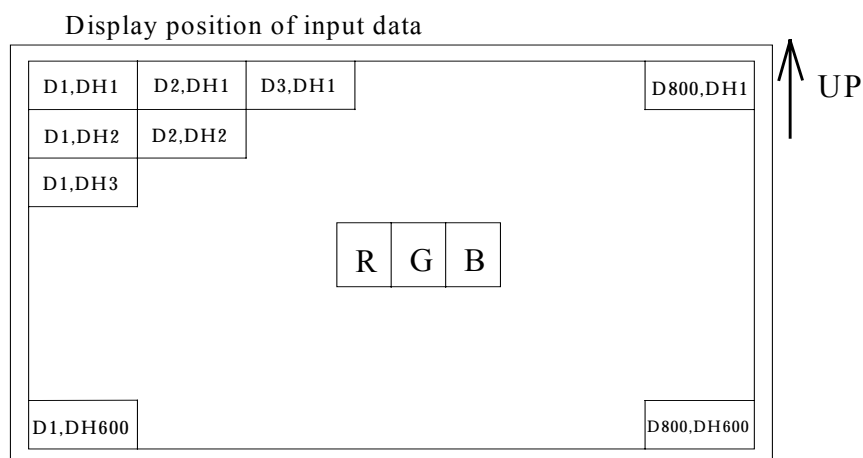 Display position of input data
D1,DH1 D2,DH1 D3,DH1 D800,DH1
UP
D1,DH2 D2,DH2
D1,DH3
R G B
D1,DH600 D800,DH600